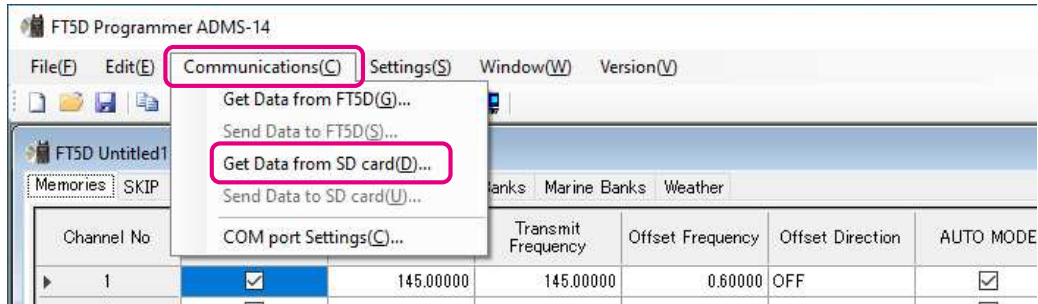 FT5D Programmer ADMS-14
File(F) Edit(E) Communications(C) Settings(S) Window(W) Version(V)
Get Data from FT5D(G)...
Send Data to FT5D(S)...
FT5D Untitled1
Get Data from SD card(D)...
Memories SKIP Banks Marine Banks Weather
Send Data to SD card(U)...
Channel No COM port Settings(C)... Transmit Frequency Offset Frequency Offset Direction AUTO MODE
1 145.00000 145.00000 0.60000 OFF